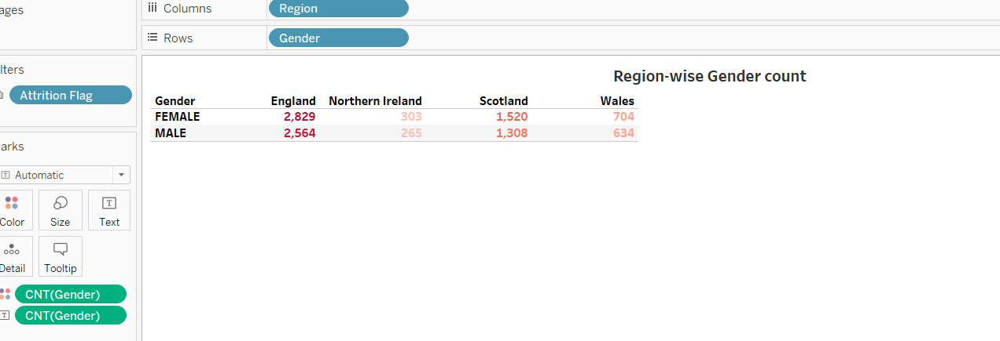 ages
Columns Region
Rows Gender
lters
Attrition Flag
arks
Automatic
Color Size Text
Detail Tooltip
CNT(Gender)
CNT(Gender)
Region-wise Gender count
Gender England Northern Ireland Scotland Wales
FEMALE 2,829 303 1,520 704
MALE 2,564 265 1,308 634